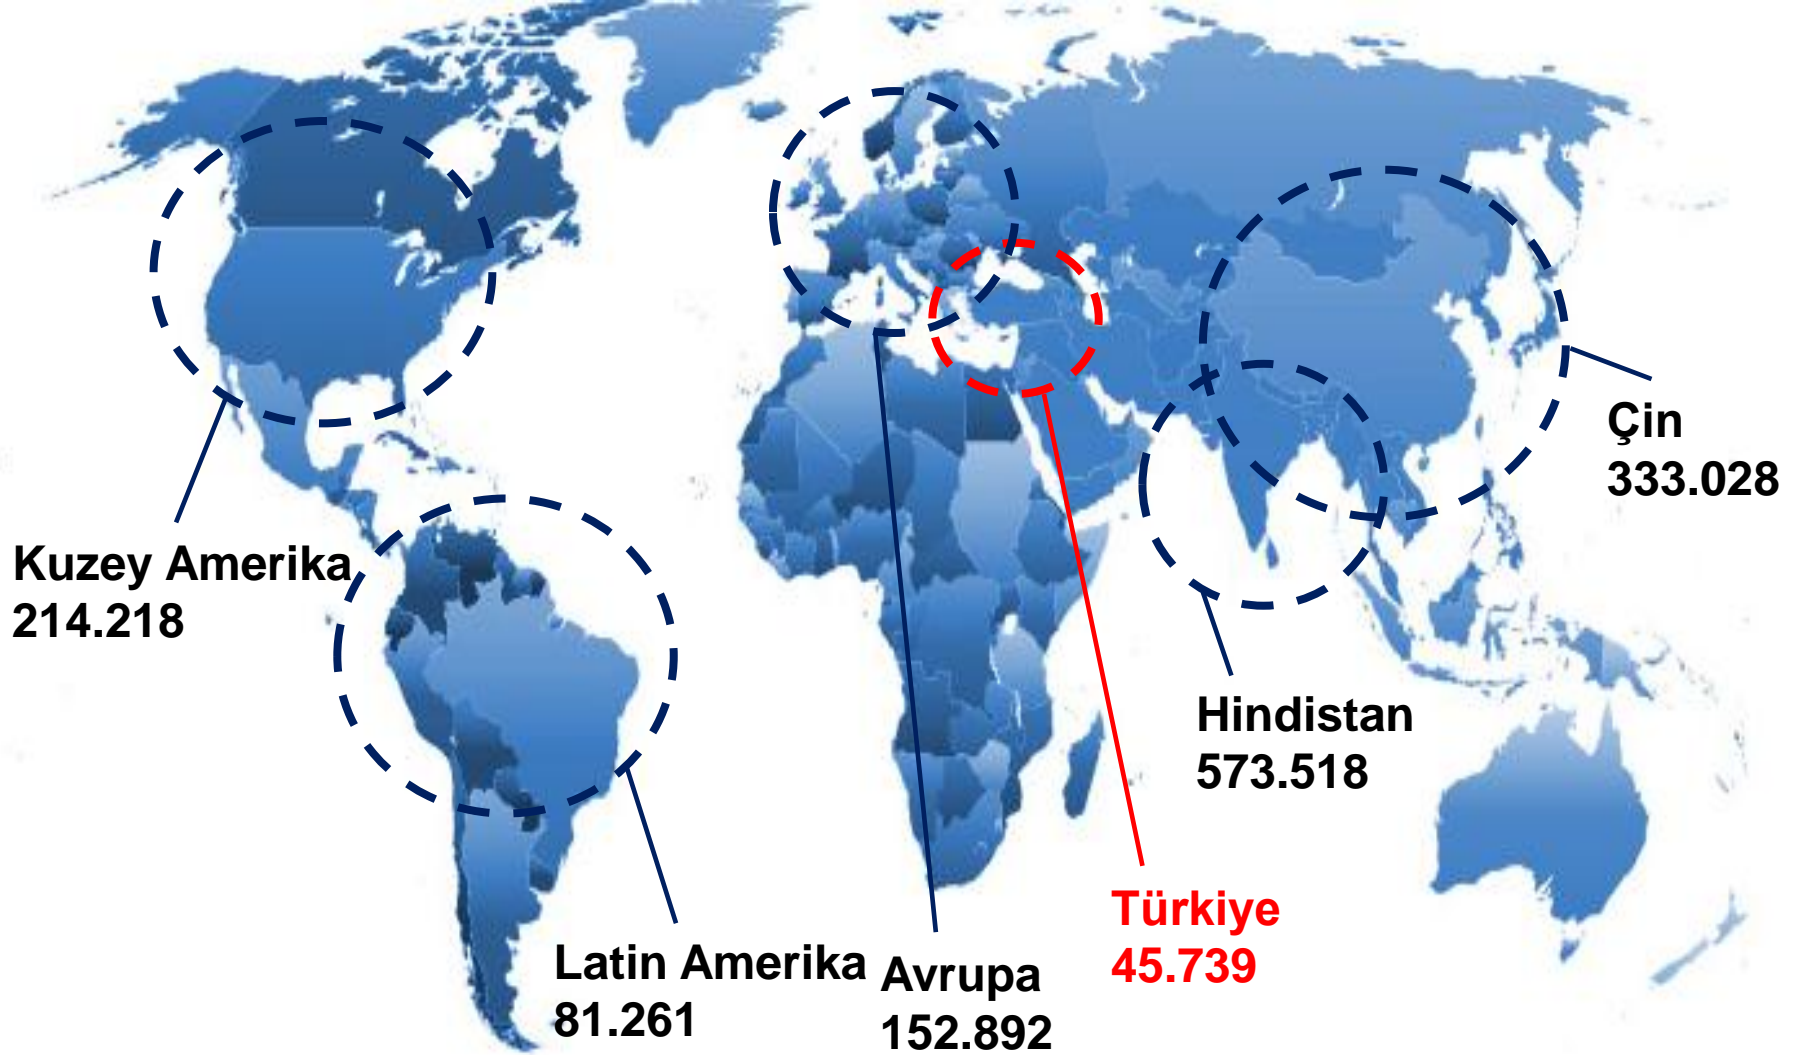 Çin
333.028
Kuzey Amerika
214.218
Hindistan
573.518
Türkiye
45.739
Latin Amerika
81.261
Avrupa
152.892